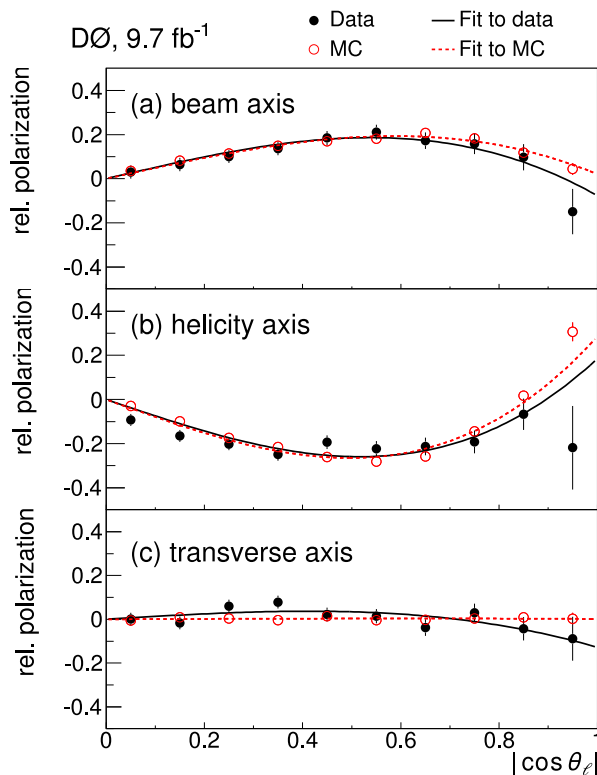 DØ, 9.7 fb⁻¹
Data
Fit to data
MC
Fit to MC
(a) beam axis
rel. polarization
0.4
0.2
0
-0.2
-0.4
(b) helicity axis
rel. polarization
0.4
0.2
0
-0.2
-0.4
(c) transverse axis
rel. polarization
0.4
0.2
0
-0.2
-0.4
0 0.2 0.4 0.6 0.8 1
|cos θℓ|